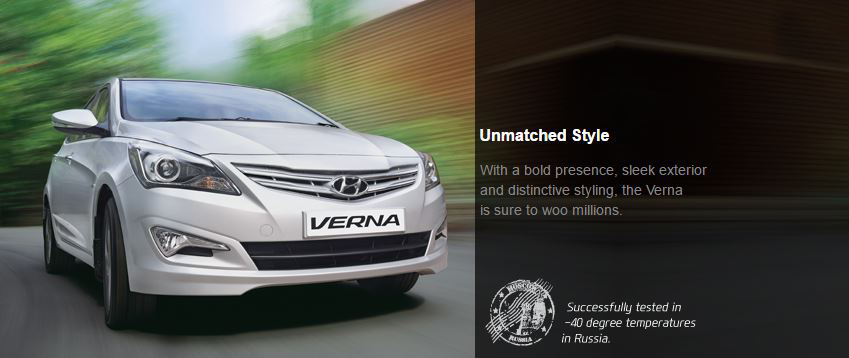 VERNA
Unmatched Style
With a bold presence, sleek exterior
and distinctive styling, the Verna
is sure to woo millions.
MOSCOW
RUSSIA
Successfully tested in
-40 degree temperatures
in Russia.